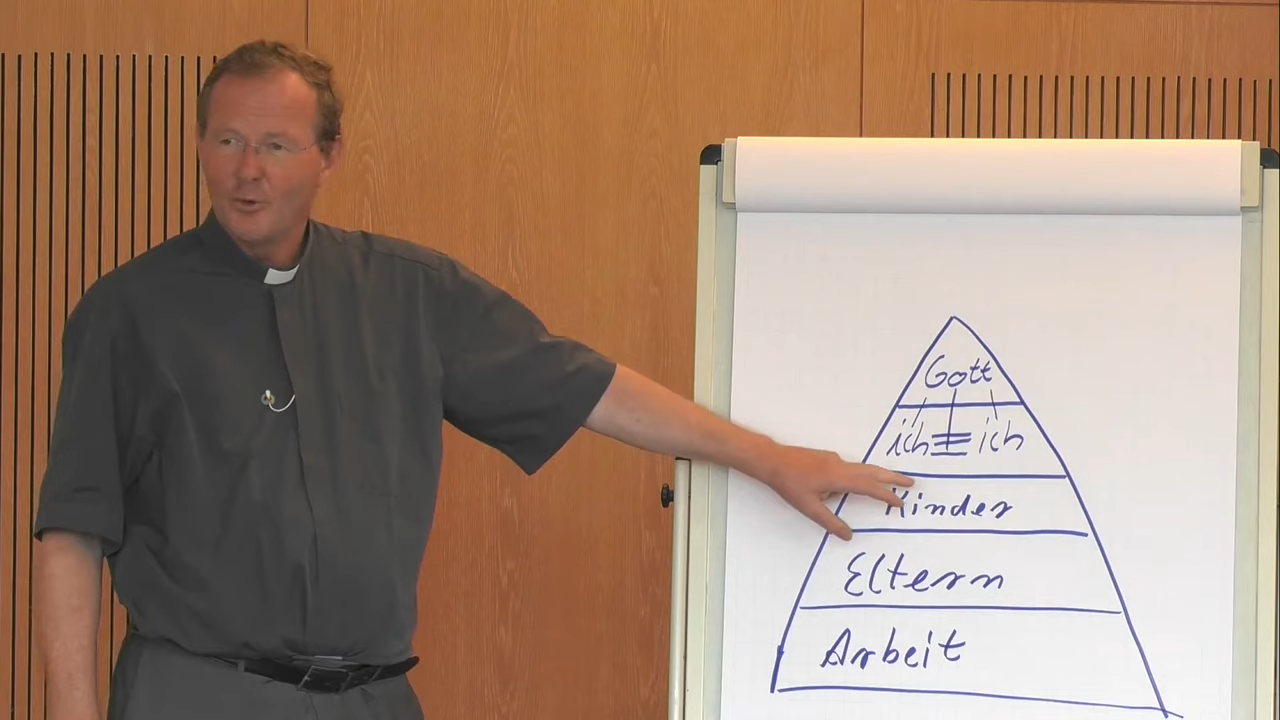 Gott
ich ich
Kinder
Eltern
Arbeit